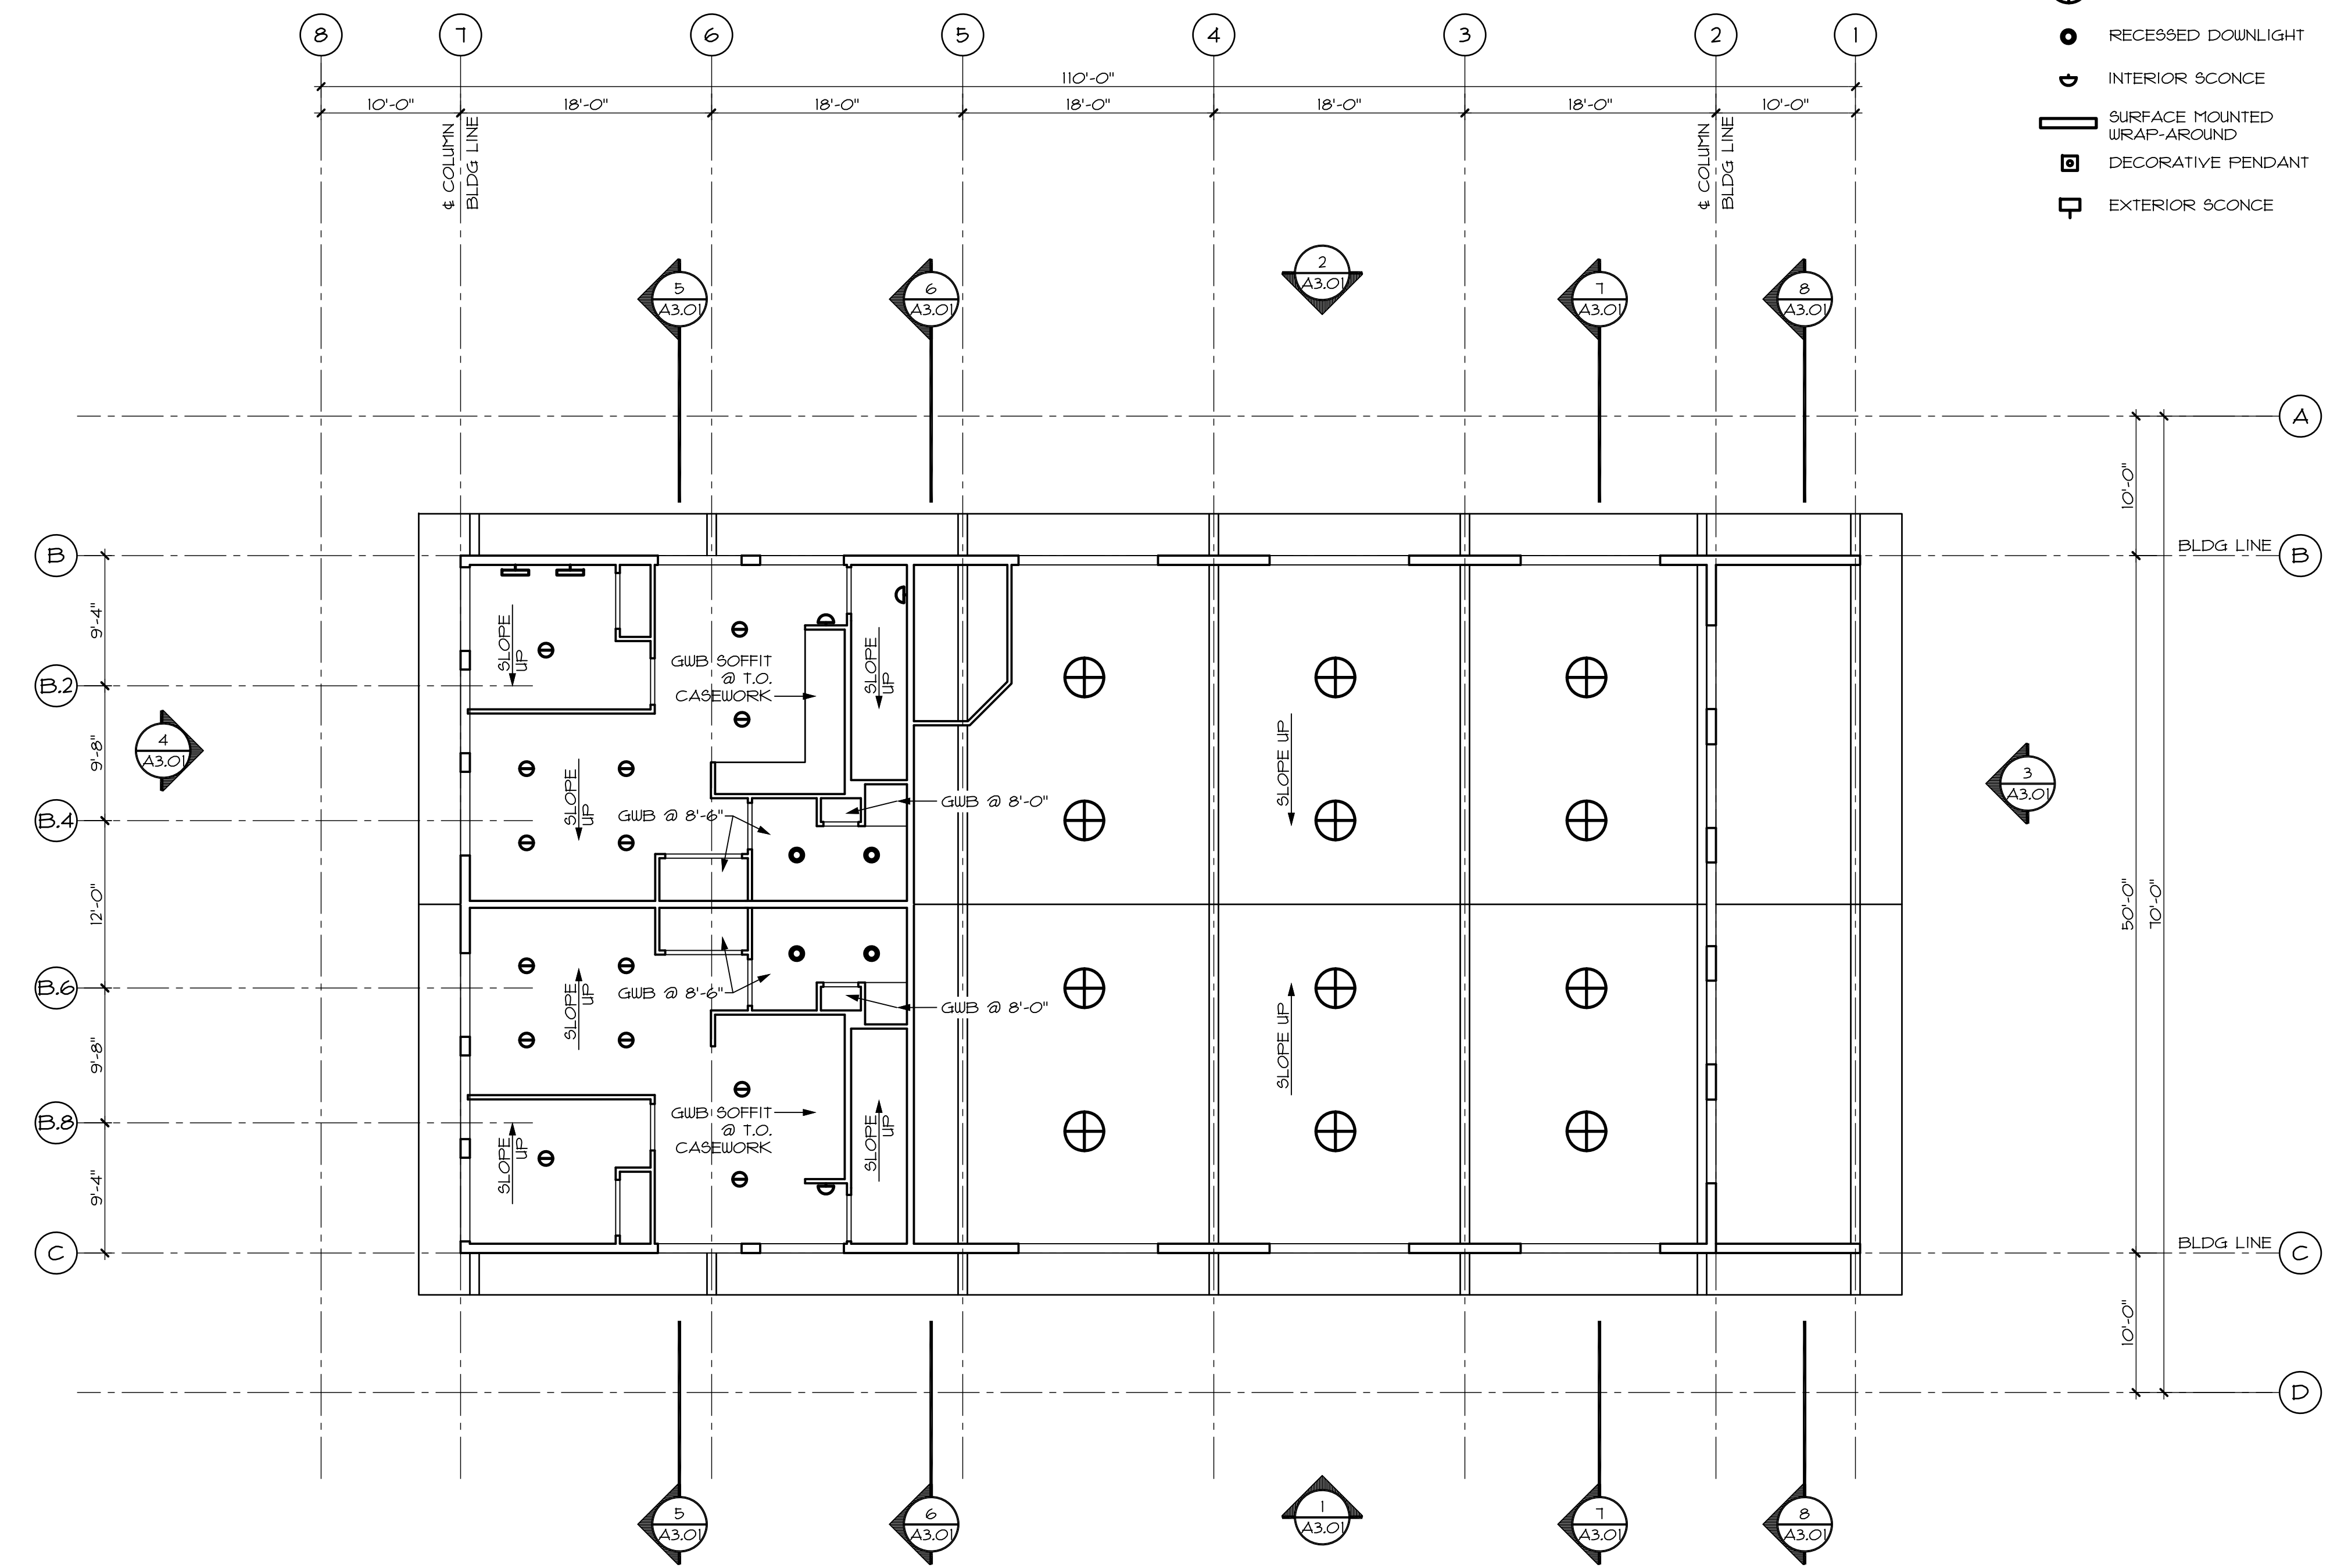 8
7
6
5
4
3
2
1
110'-0"
10'-0"
18'-0"
18'-0"
18'-0"
18'-0"
18'-0"
10'-0"
℄ COLUMN
BLDG LINE
℄ COLUMN
BLDG LINE
RECESSED DOWNLIGHT
INTERIOR SCONCE
SURFACE MOUNTED
WRAP-AROUND
DECORATIVE PENDANT
EXTERIOR SCONCE
5
A3.01
6
A3.01
2
A3.01
7
A3.01
8
A3.01
A
10'-0"
B
BLDG LINE
B
9'-4"
SLOPE
UP
GWB SOFFIT
@ T.O.
CASEWORK
SLOPE
UP
B.2
4
A3.01
9'-8"
SLOPE
UP
SLOPE UP
3
A3.01
GWB @ 8'-0"
GWB @ 8'-6"
B.4
12'-0"
50'-0"
70'-0"
B.6
GWB @ 8'-6"
GWB @ 8'-0"
SLOPE
UP
SLOPE UP
9'-8"
B.8
GWB SOFFIT
@ T.O.
CASEWORK
SLOPE
UP
SLOPE
UP
9'-4"
C
BLDG LINE
C
10'-0"
D
5
A3.01
6
A3.01
1
A3.01
7
A3.01
8
A3.01